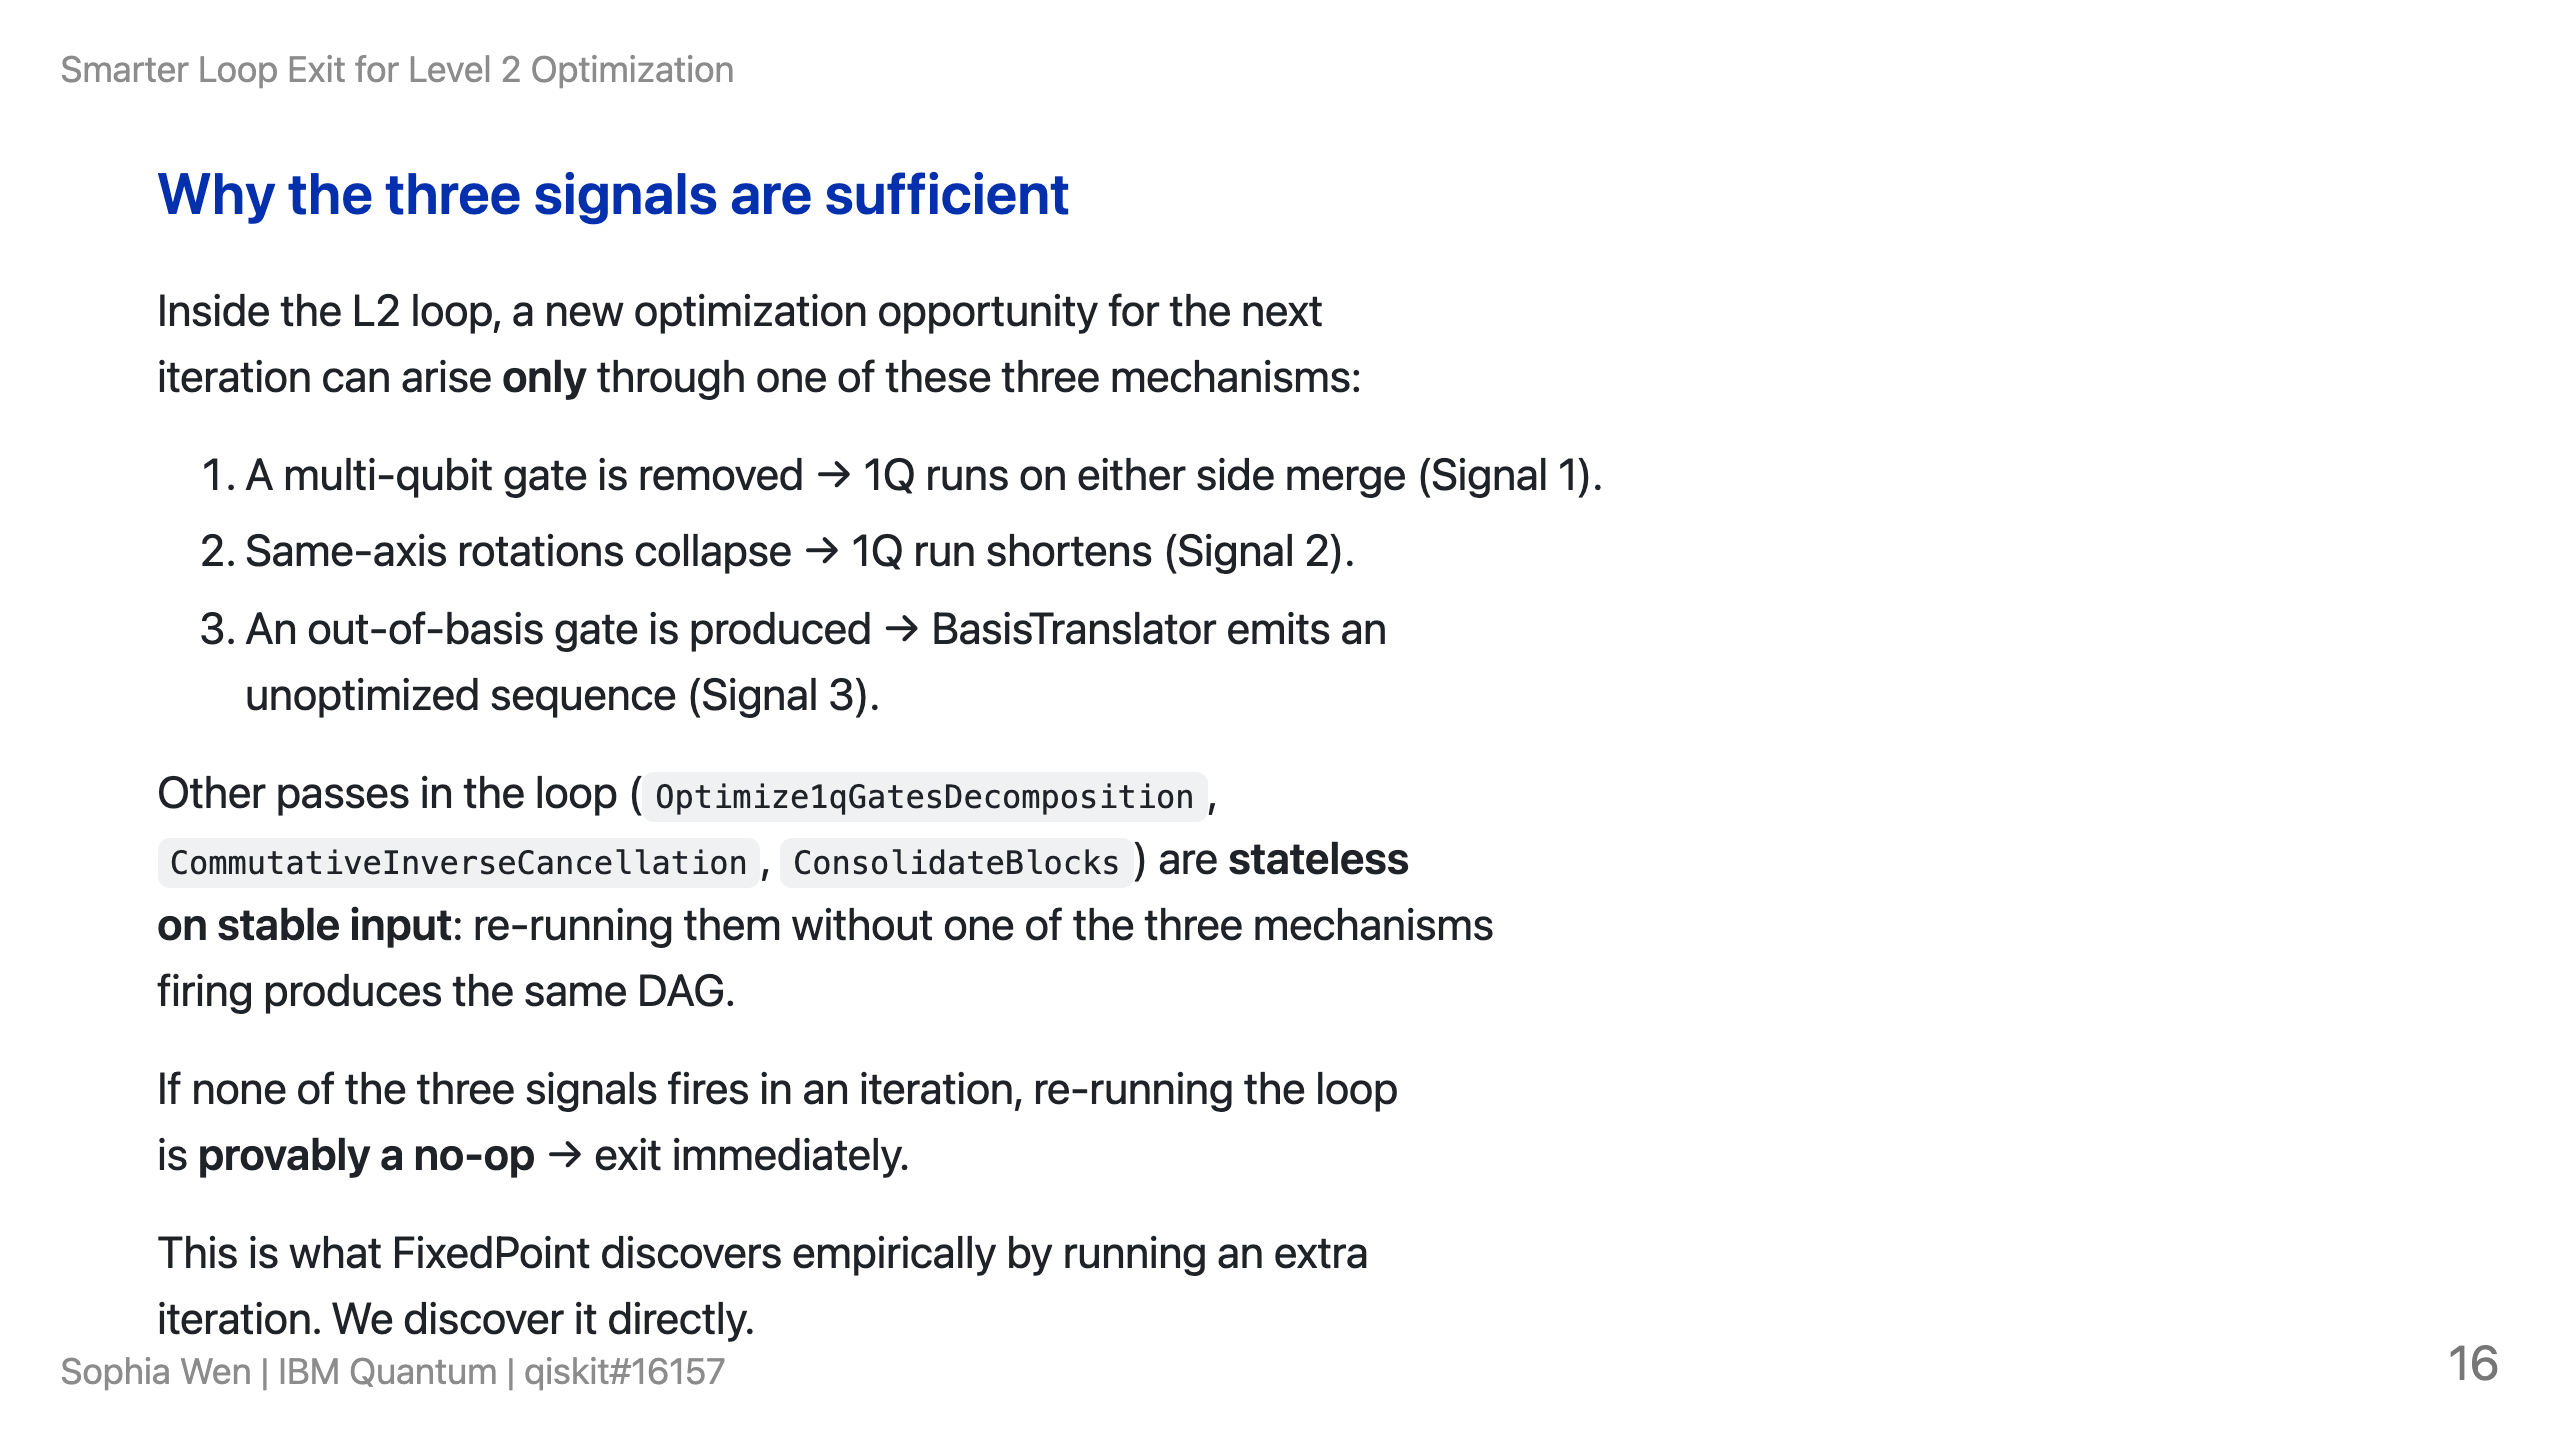 Smarter Loop Exit for Level 2 Optimization
Why the three signals are sufficient
Inside the L2 loop, a new optimization opportunity for the next
iteration can arise only through one of these three mechanisms:
1. A multi-qubit gate is removed → 1Q runs on either side merge (Signal 1).
2. Same-axis rotations collapse → 1Q run shortens (Signal 2).
3. An out-of-basis gate is produced → BasisTranslator emits an
unoptimized sequence (Signal 3).
Other passes in the loop (Optimize1qGatesDecomposition,
CommutativeInverseCancellation, ConsolidateBlocks) are stateless
on stable input: re-running them without one of the three mechanisms
firing produces the same DAG.
If none of the three signals fires in an iteration, re-running the loop
is provably a no-op → exit immediately.
This is what FixedPoint discovers empirically by running an extra
iteration. We discover it directly.
Sophia Wen | IBM Quantum | qiskit#16157
16